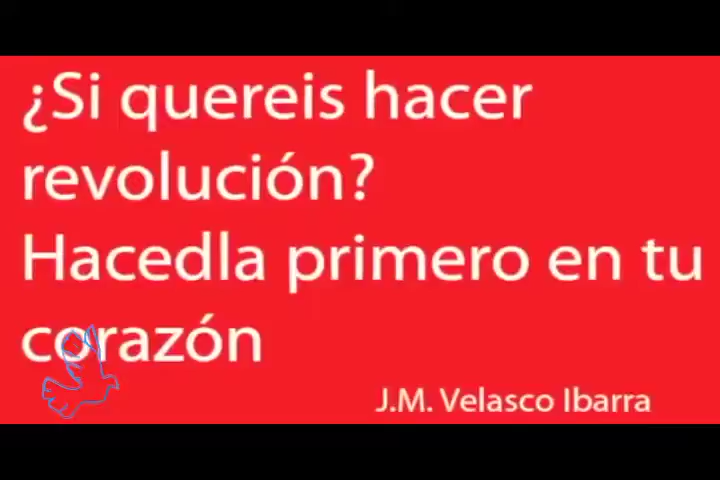 ¿Si quereis hacer
revolución?
Hacedla primero en tu
corazón
J.M. Velasco Ibarra